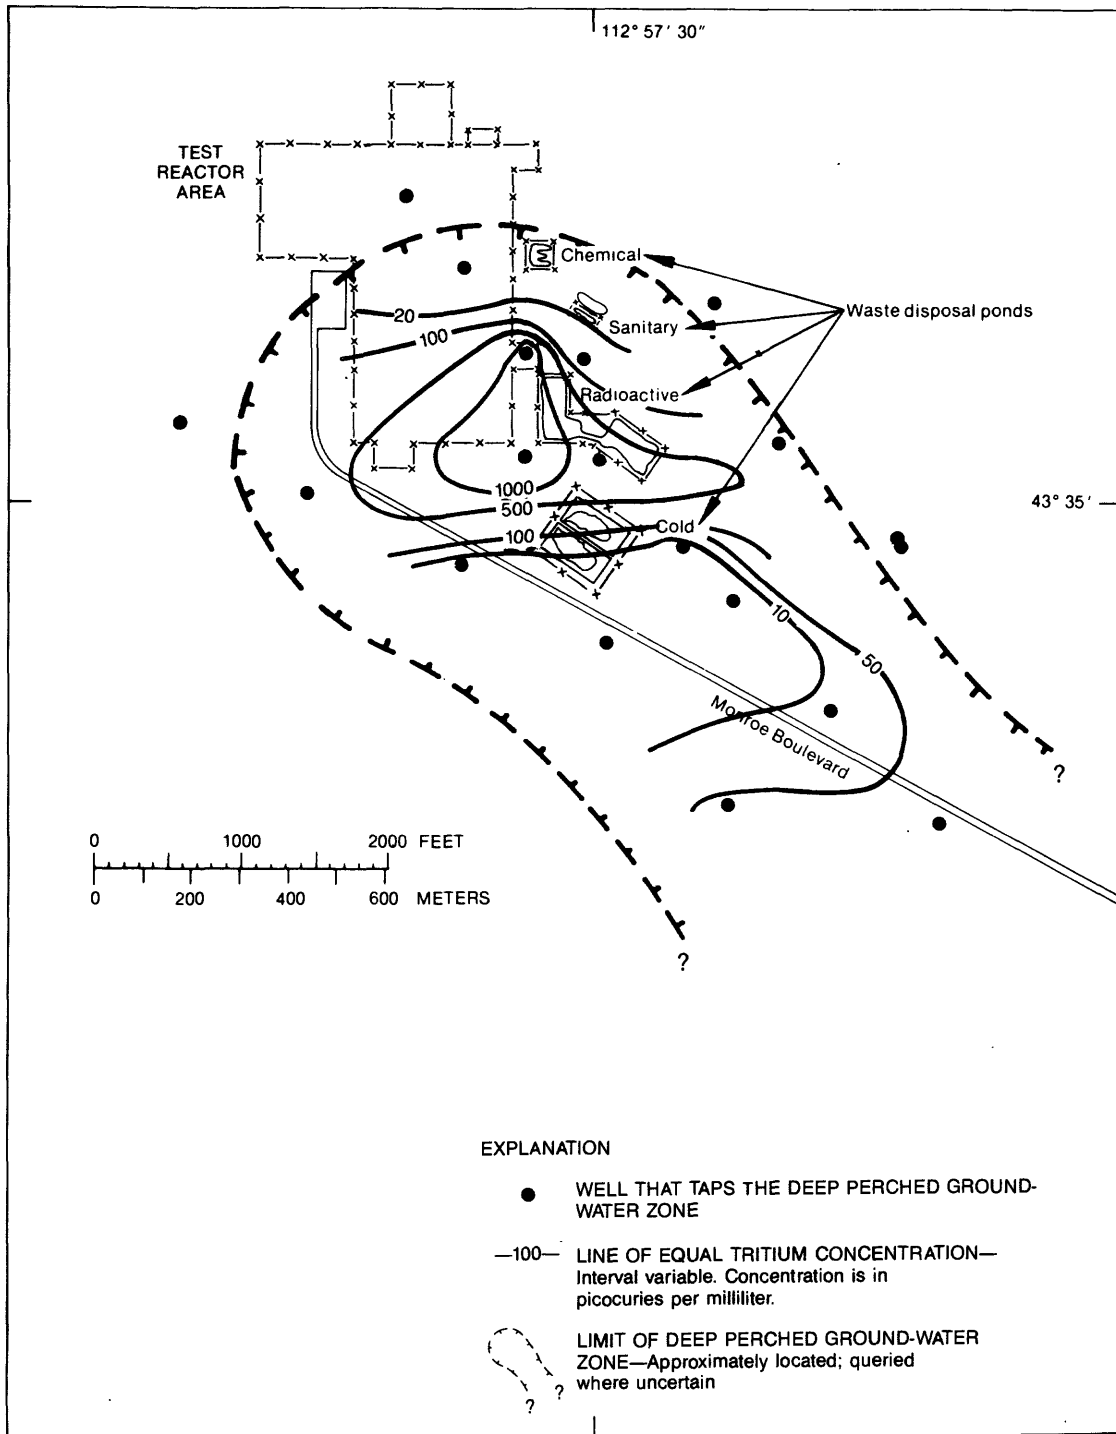 112° 57' 30"
TEST
REACTOR
AREA
Chemical
Waste disposal ponds
20
Sanitary
100
Radioactive
1000
500
43° 35'
100
Cold
10
50
Monroe Boulevard
?
0 1000 2000 FEET
0 200 400 600 METERS
?
EXPLANATION
WELL THAT TAPS THE DEEP PERCHED GROUND-
WATER ZONE
—100— LINE OF EQUAL TRITIUM CONCENTRATION—
Interval variable. Concentration is in
picocuries per milliliter.
LIMIT OF DEEP PERCHED GROUND-WATER
ZONE—Approximately located; queried
where uncertain
?
?